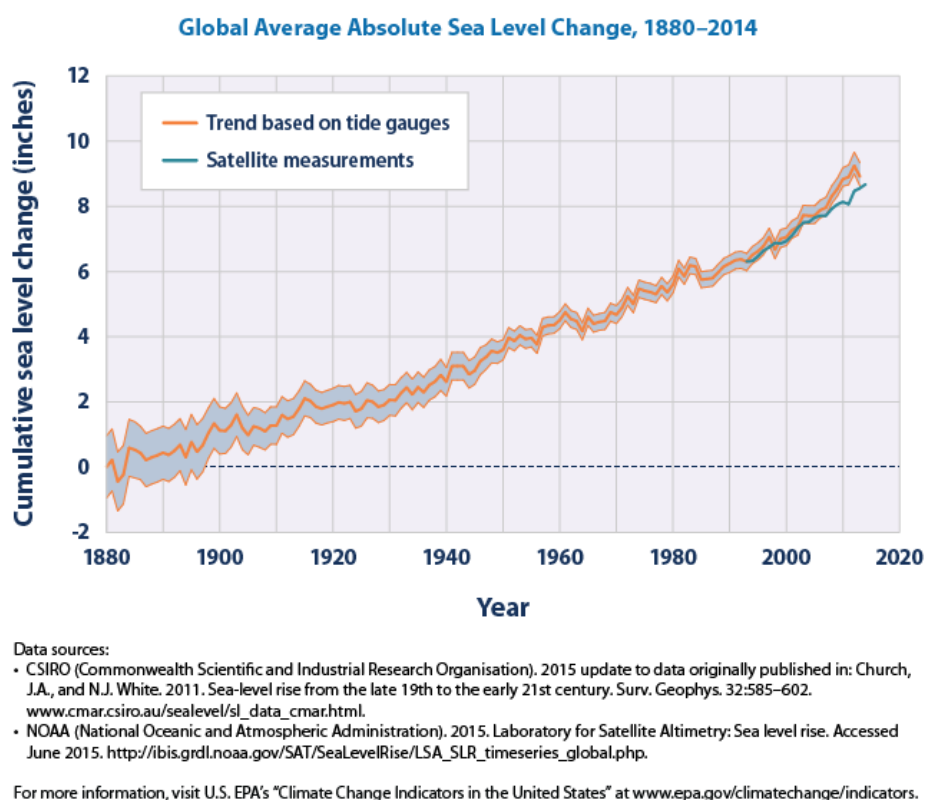 Global Average Absolute Sea Level Change, 1880–2014
Cumulative sea level change (inches)
12
10
8
6
4
2
0
-2
Trend based on tide gauges
Satellite measurements
1880 1900 1920 1940 1960 1980 2000 2020
Year
Data sources:
• CSIRO (Commonwealth Scientific and Industrial Research Organisation). 2015 update to data originally published in: Church,
J.A., and N.J. White. 2011. Sea-level rise from the late 19th to the early 21st century. Surv. Geophys. 32:585–602.
www.cmar.csiro.au/sealevel/sl_data_cmar.html.
• NOAA (National Oceanic and Atmospheric Administration). 2015. Laboratory for Satellite Altimetry: Sea level rise. Accessed
June 2015. http://ibis.grdl.noaa.gov/SAT/SeaLevelRise/LSA_SLR_timeseries_global.php.
For more information, visit U.S. EPA's “Climate Change Indicators in the United States” at www.epa.gov/climatechange/indicators.